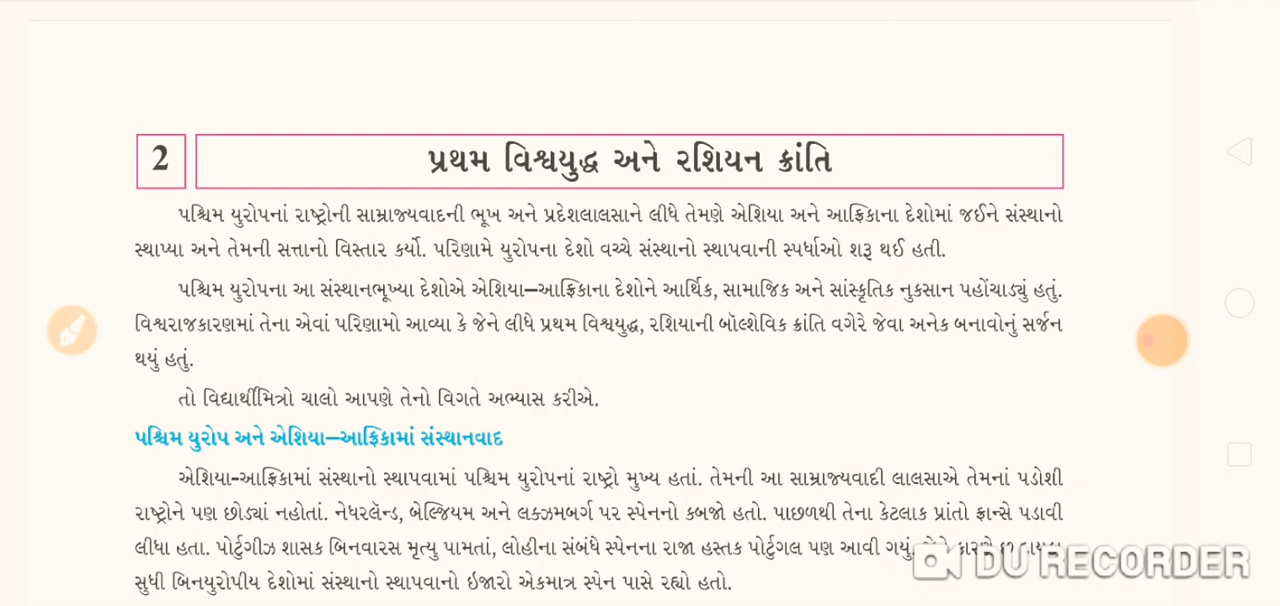 2
પ્રથમ વિશ્વયુદ્ધ અને રશિયન ક્રાંતિ
પશ્ચિમ યુરોપનાં રાષ્ટ્રોની સામ્રાજ્યવાદની ભૂખ અને પ્રદેશલાલસાને લીધે તેમણે એશિયા અને આફ્રિકાના દેશોમાં જઈને સંસ્થાનો
સ્થાપ્યા અને તેમની સત્તાનો વિસ્તાર કર્યો. પરિણામે યુરોપના દેશો વચ્ચે સંસ્થાનો સ્થાપવાની સ્પર્ધાઓ શરૂ થઈ હતી.
પશ્ચિમ યુરોપના આ સંસ્થાનભૂખ્યા દેશોએ એશિયા–આફ્રિકાના દેશોને આર્થિક, સામાજિક અને સાંસ્કૃતિક નુકસાન પહોંચાડ્યું હતું.
વિશ્વરાજકારણમાં તેના એવાં પરિણામો આવ્યા કે જેને લીધે પ્રથમ વિશ્વયુદ્ધ, રશિયાની બૉલ્શેવિક ક્રાંતિ વગેરે જેવા અનેક બનાવોનું સર્જન
થયું હતું.
તો વિદ્યાર્થીમિત્રો ચાલો આપણે તેનો વિગતે અભ્યાસ કરીએ.
પશ્ચિમ યુરોપ અને એશિયા–આફ્રિકામાં સંસ્થાનવાદ
એશિયા-આફ્રિકામાં સંસ્થાનો સ્થાપવામાં પશ્ચિમ યુરોપનાં રાષ્ટ્રો મુખ્ય હતાં. તેમની આ સામ્રાજ્યવાદી લાલસાએ તેમનાં પડોશી
રાષ્ટ્રોને પણ છોડ્યાં નહોતાં. નેધરલૅન્ડ, બેલ્જિયમ અને લક્ઝમબર્ગ પર સ્પેનનો કબજો હતો. પાછળથી તેના કેટલાક પ્રાંતો ફ્રાન્સે પડાવી
લીધા હતા. પોર્ટુગીઝ શાસક બિનવારસ મૃત્યુ પામતાં, લોહીના સંબંધે સ્પેનના રાજા હસ્તક પોર્ટુગલ પણ આવી ગયું,
સુધી બિનયુરોપીય દેશોમાં સંસ્થાનો સ્થાપવાનો ઇજારો એકમાત્ર સ્પેન પાસે રહ્યો હતો.
DU RECORDER